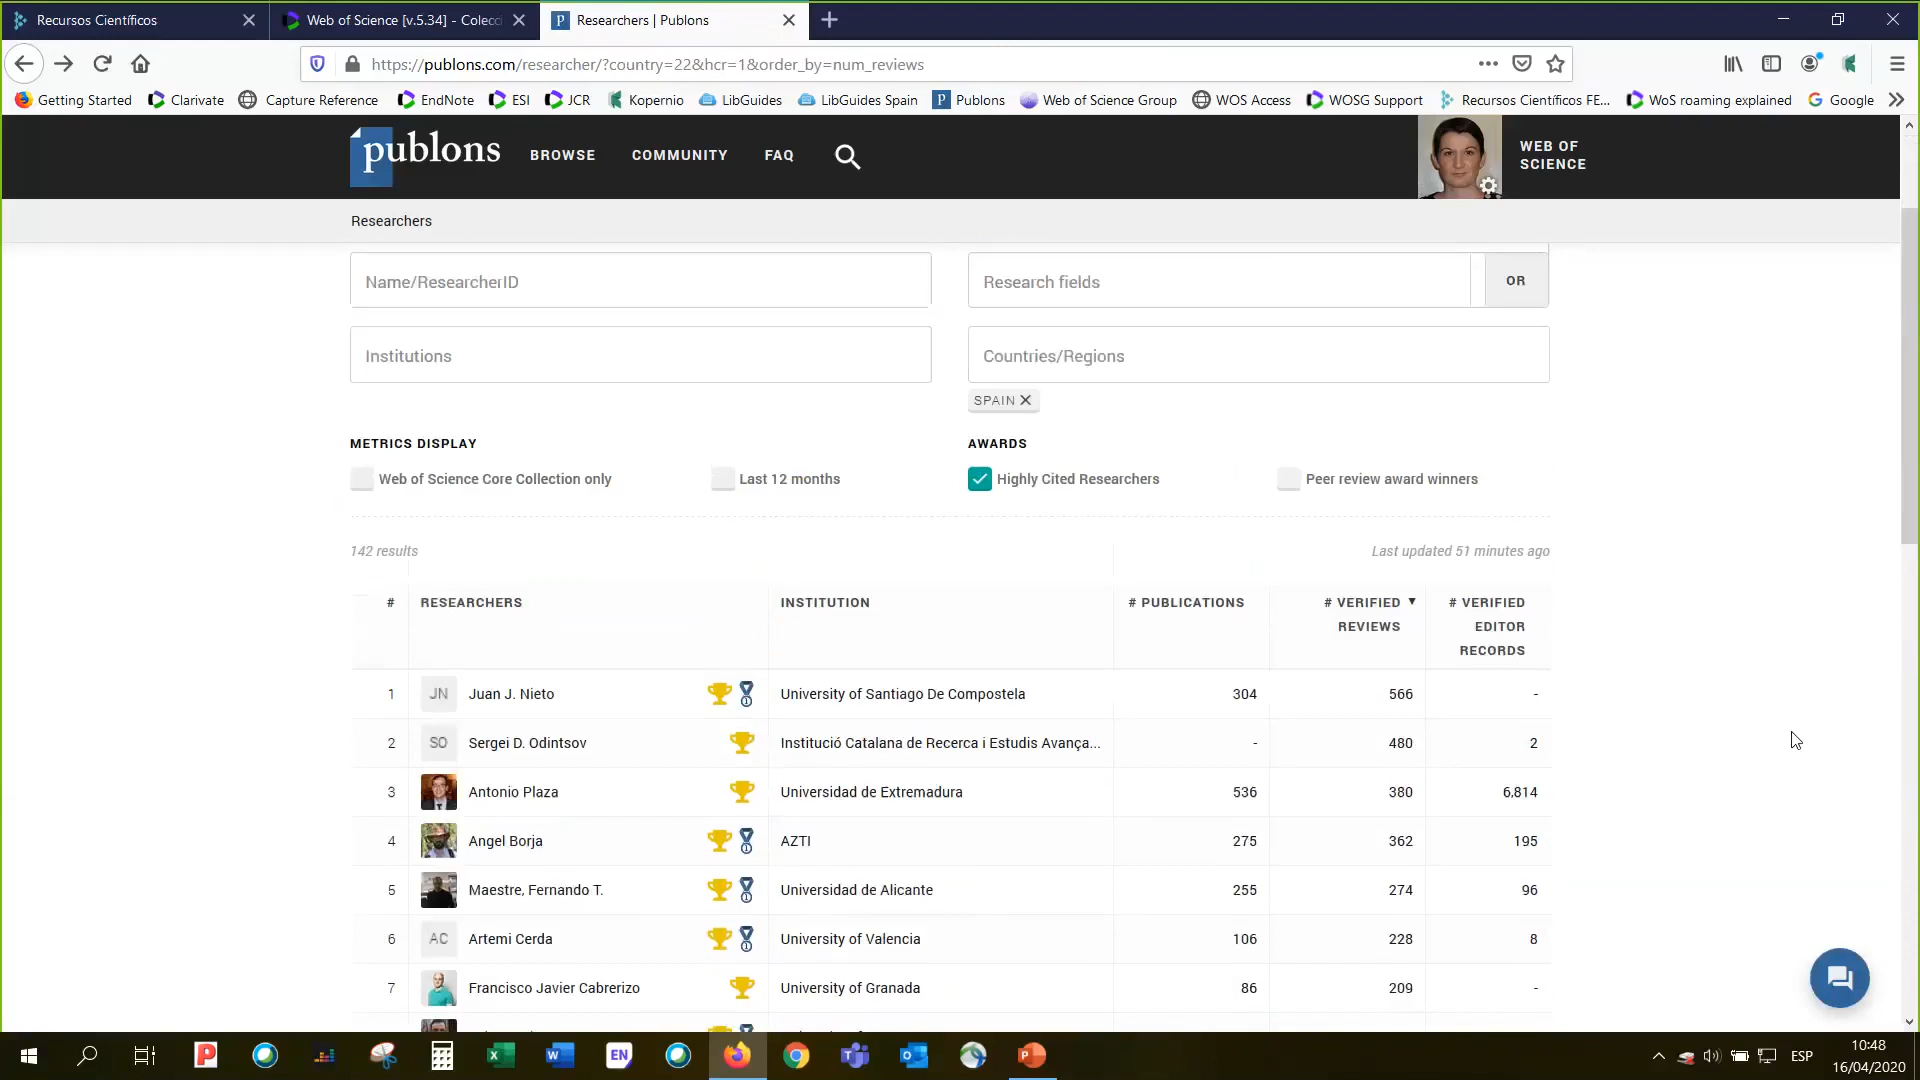 Recursos Científicos
Web of Science [v.5.34] - Colecc
Researchers | Publons
https://publons.com/researcher/?country=22&hcr=1&order_by=num_reviews
Getting Started Clarivate Capture Reference EndNote ESI JCR Kopernio LibGuides LibGuides Spain Publons Web of Science Group WOS Access WOSG Support Recursos Científicos FE... WoS roaming explained Google
publons BROWSE COMMUNITY FAQ WEB OF
SCIENCE
Researchers
Name/ResearcherID Research fields OR
Institutions Countries/Regions
SPAIN
METRICS DISPLAY AWARDS
Web of Science Core Collection only Last 12 months Highly Cited Researchers Peer review award winners
142 results Last updated 51 minutes ago
# RESEARCHERS INSTITUTION # PUBLICATIONS # VERIFIED # VERIFIED
REVIEWS EDITOR
RECORDS
1 JN Juan J. Nieto University of Santiago De Compostela 304 566 -
2 SO Sergei D. Odintsov Institució Catalana de Recerca i Estudis Avança... - 480 2
3 Antonio Plaza Universidad de Extremadura 536 380 6,814
4 Angel Borja AZTI 275 362 195
5 Maestre, Fernando T. Universidad de Alicante 255 274 96
6 AC Artemi Cerda University of Valencia 106 228 8
7 Francisco Javier Cabrerizo University of Granada 86 209 -
EN
ESP
10:48
16/04/2020